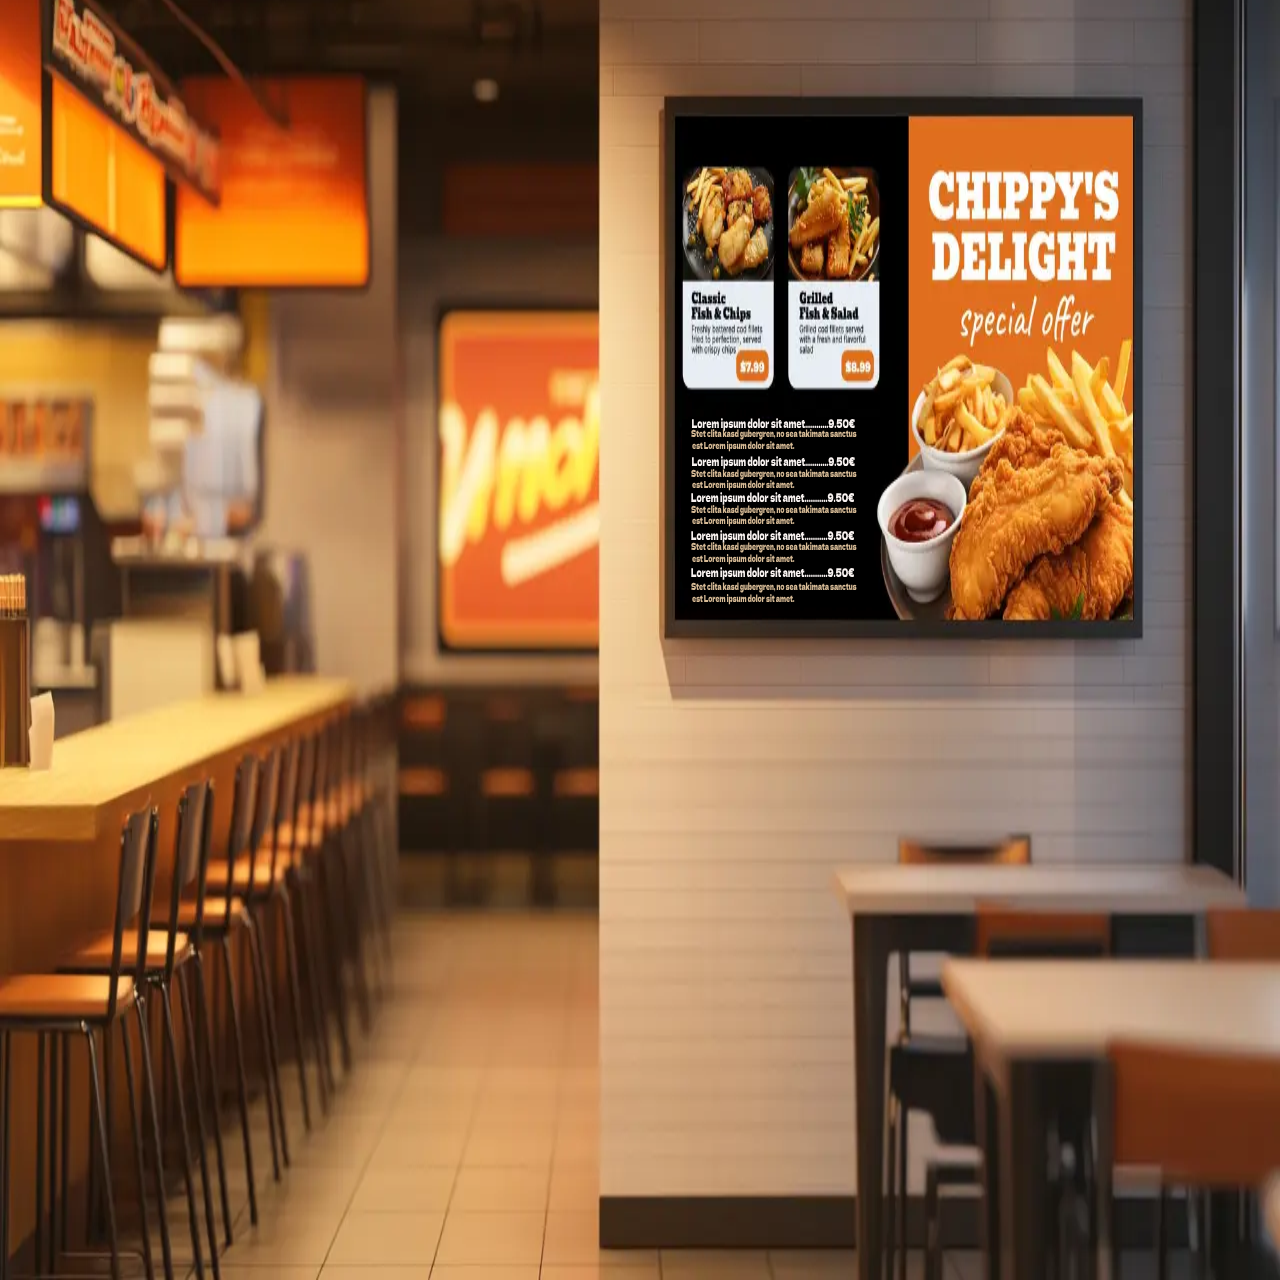 Classic
Fish & Chips
Freshly battered cod fillets
fried to perfection, served
with crispy chips
$7.99
Grilled
Fish & Salad
Grilled cod fillets served
with a fresh and flavorful
salad
$8.99
Lorem ipsum dolor sit amet...........9.50€
Stet clita kasd gubergren, no sea takimata sanctus
est Lorem ipsum dolor sit amet.
Lorem ipsum dolor sit amet...........9.50€
Stet clita kasd gubergren, no sea takimata sanctus
est Lorem ipsum dolor sit amet.
Lorem ipsum dolor sit amet...........9.50€
Stet clita kasd gubergren, no sea takimata sanctus
est Lorem ipsum dolor sit amet.
Lorem ipsum dolor sit amet...........9.50€
Stet clita kasd gubergren, no sea takimata sanctus
est Lorem ipsum dolor sit amet.
Lorem ipsum dolor sit amet...........9.50€
Stet clita kasd gubergren, no sea takimata sanctus
est Lorem ipsum dolor sit amet.
CHIPPY'S
DELIGHT
special offer